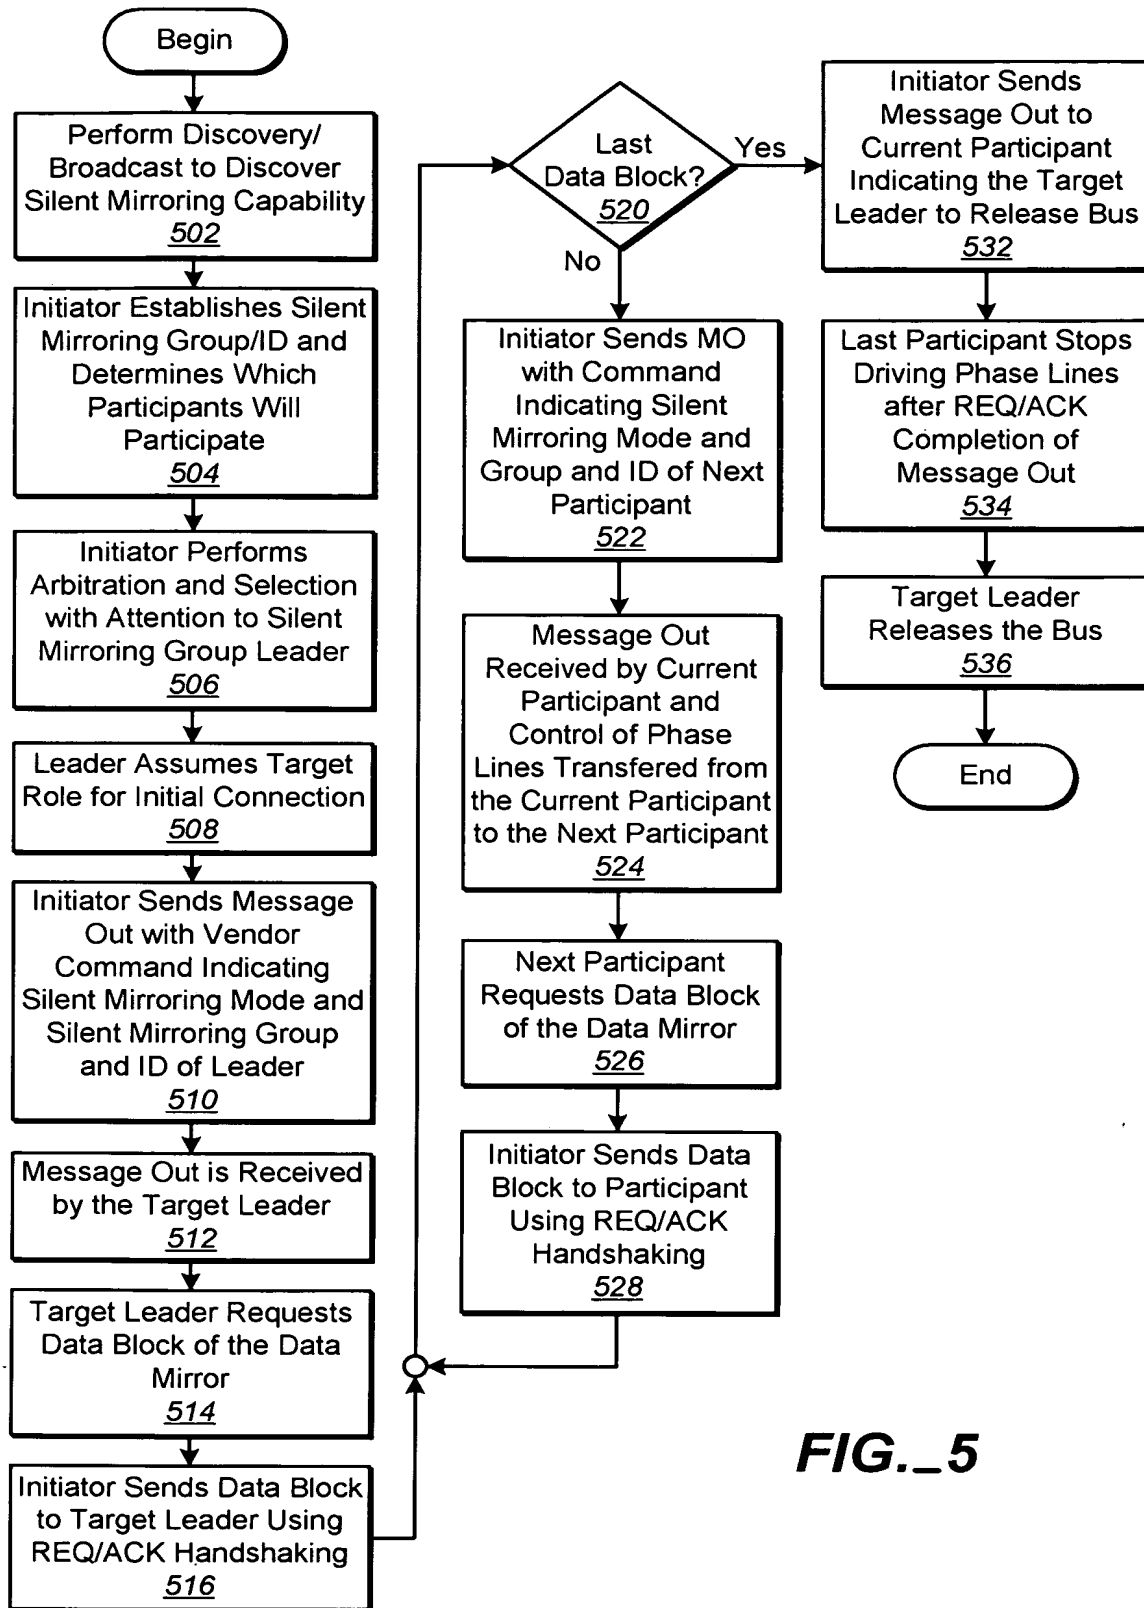 Begin
Perform Discovery/
Broadcast to Discover
Silent Mirroring Capability
502
Initiator Establishes Silent
Mirroring Group/ID and
Determines Which
Participants Will
Participate
504
Initiator Performs
Arbitration and Selection
with Attention to Silent
Mirroring Group Leader
506
Leader Assumes Target
Role for Initial Connection
508
Initiator Sends Message
Out with Vendor
Command Indicating
Silent Mirroring Mode and
Silent Mirroring Group
and ID of Leader
510
Message Out is Received
by the Target Leader
512
Target Leader Requests
Data Block of the Data
Mirror
514
Initiator Sends Data Block
to Target Leader Using
REQ/ACK Handshaking
516
Last
Data Block?
520
Yes
No
Initiator Sends MO
with Command
Indicating Silent
Mirroring Mode and
Group and ID of Next
Participant
522
Message Out
Received by Current
Participant and
Control of Phase
Lines Transfered from
the Current Participant
to the Next Participant
524
Next Participant
Requests Data Block
of the Data Mirror
526
Initiator Sends Data
Block to Participant
Using REQ/ACK
Handshaking
528
Initiator Sends
Message Out to
Current Participant
Indicating the Target
Leader to Release Bus
532
Last Participant Stops
Driving Phase Lines
after REQ/ACK
Completion of
Message Out
534
Target Leader
Releases the Bus
536
End
FIG._5